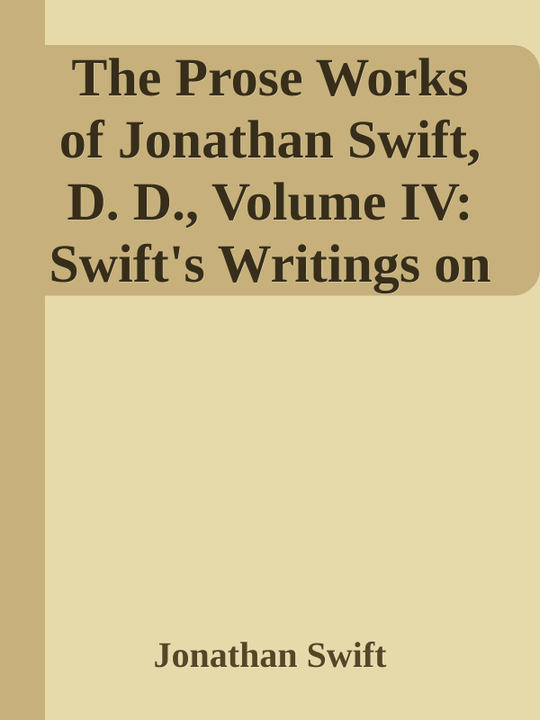 The Prose Works
of Jonathan Swift,
D. D., Volume IV:
Swift's Writings on
Jonathan Swift